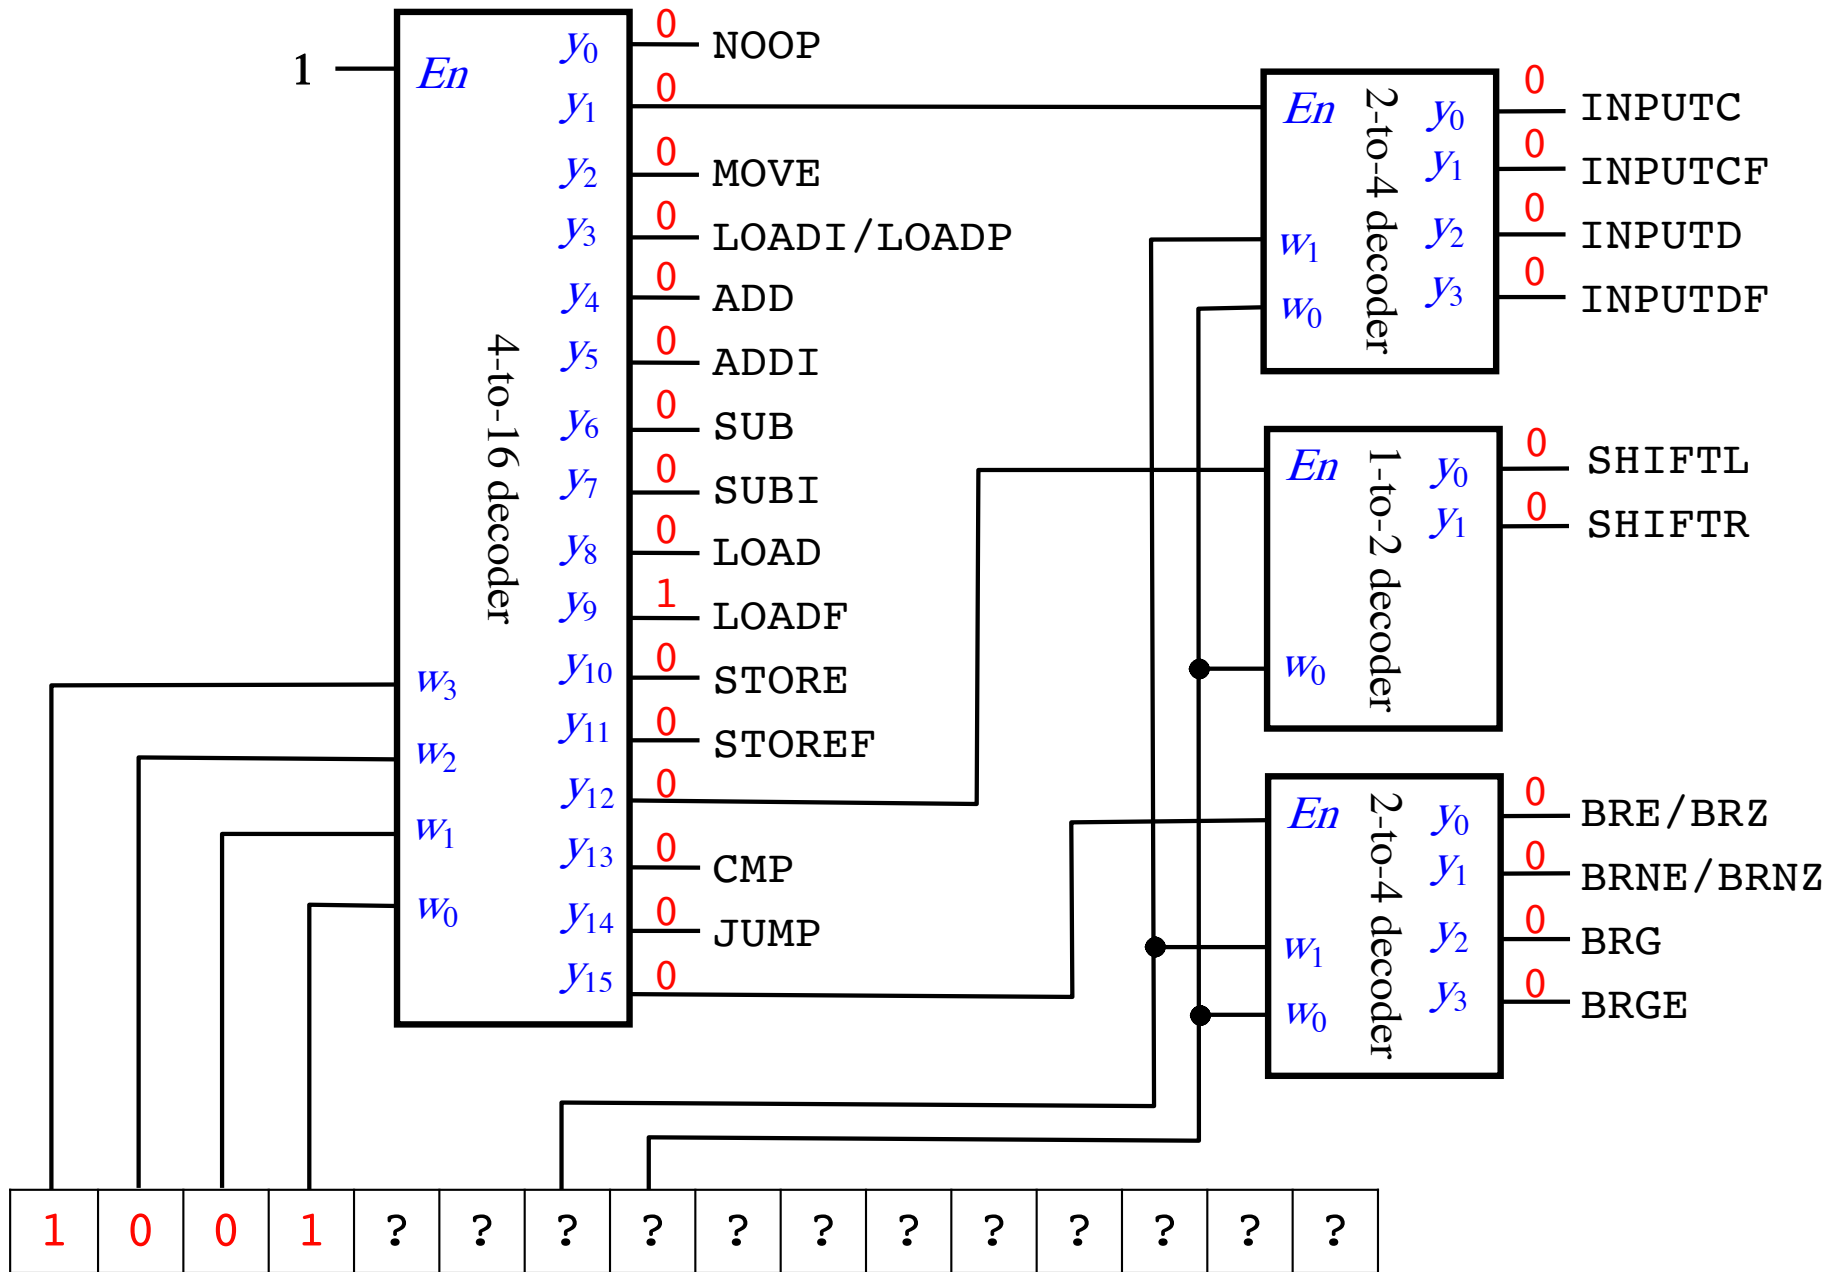 1
En
y0 0 NOOP
y1 0
y2 0 MOVE
y3 0 LOADI/LOADP
y4 0 ADD
y5 0 ADDI
y6 0 SUB
y7 0 SUBI
y8 0 LOAD
y9 1 LOADF
y10 0 STORE
y11 0 STOREF
y12 0
y13 0 CMP
y14 0 JUMP
y15 0
4-to-16 decoder
w3
w2
w1
w0
En
w1
w0
2-to-4 decoder
y0 0 INPUTC
y1 0 INPUTCF
y2 0 INPUTD
y3 0 INPUTDF
En
w0
1-to-2 decoder
y0 0 SHIFTL
y1 0 SHIFTR
En
w1
w0
2-to-4 decoder
y0 0 BRE/BRZ
y1 0 BRNE/BRNZ
y2 0 BRG
y3 0 BRGE
1 0 0 1 ? ? ? ? ? ? ? ? ? ? ? ?